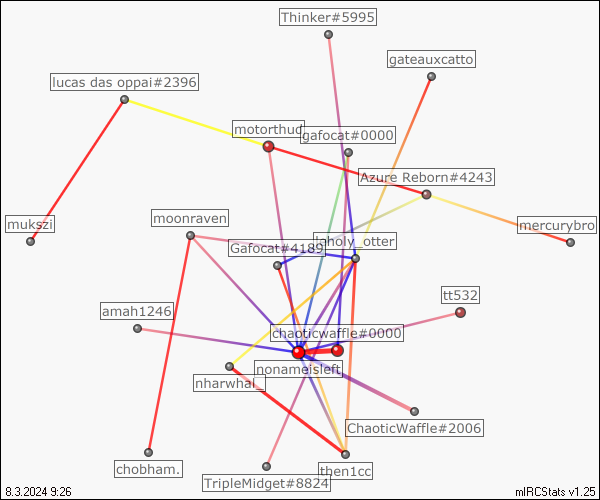 Thinker#5995
gateauxcatto
lucas das oppai#2396
motorthud
gafocat#0000
Azure Reborn#4243
mukszi
moonraven
mercurybro
Gafocat#4189
unholy_otter
tt532
amah1246
chaoticwaffle#0000
nonameisleft
nharwhal_
ChaoticWaffle#2006
chobham.
then1cc
TripleMidget#8824
8.3.2024 9:26
mIRCStats v1.25